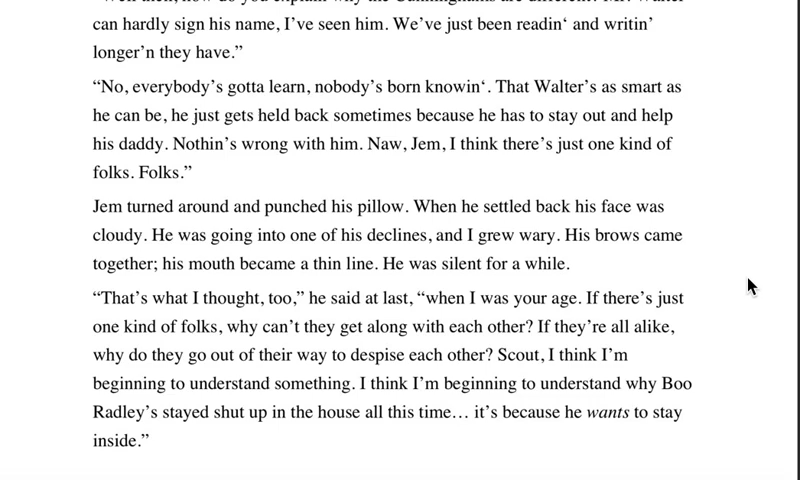 can hardly sign his name, I’ve seen him. We’ve just been readin‘ and writin’
longer’n they have.”
“No, everybody’s gotta learn, nobody’s born knowin‘. That Walter’s as smart as
he can be, he just gets held back sometimes because he has to stay out and help
his daddy. Nothin’s wrong with him. Naw, Jem, I think there’s just one kind of
folks. Folks.”
Jem turned around and punched his pillow. When he settled back his face was
cloudy. He was going into one of his declines, and I grew wary. His brows came
together; his mouth became a thin line. He was silent for a while.
“That’s what I thought, too,” he said at last, “when I was your age. If there’s just
one kind of folks, why can’t they get along with each other? If they’re all alike,
why do they go out of their way to despise each other? Scout, I think I’m
beginning to understand something. I think I’m beginning to understand why Boo
Radley’s stayed shut up in the house all this time… it’s because he wants to stay
inside.”